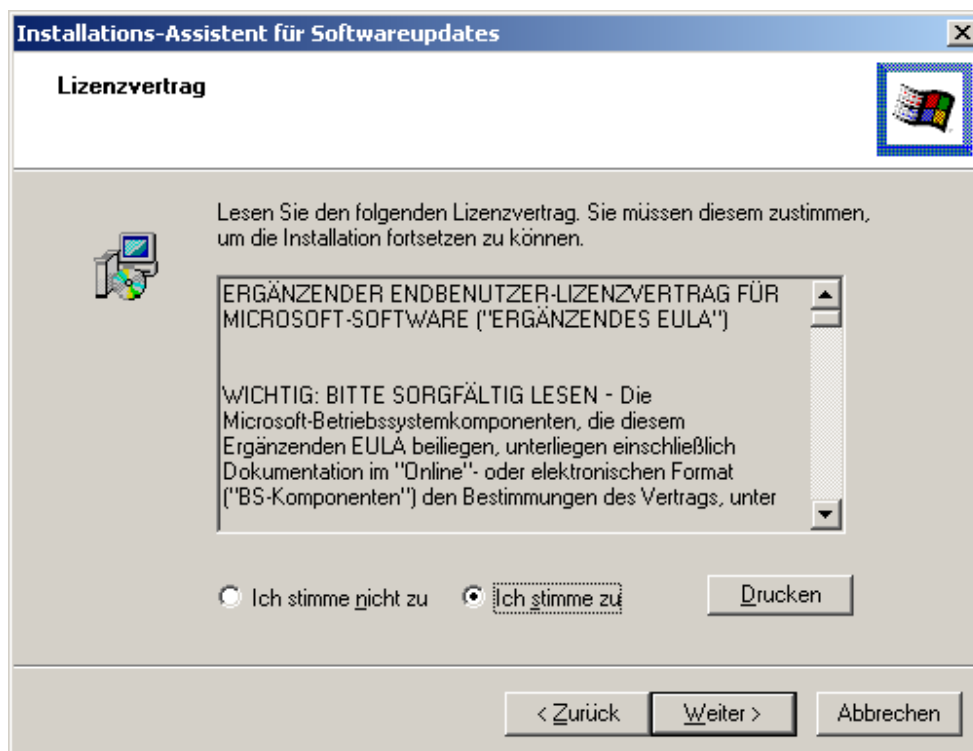 Installations-Assistent für Softwareupdates
Lizenzvertrag
Lesen Sie den folgenden Lizenzvertrag. Sie müssen diesem zustimmen,
um die Installation fortsetzen zu können.
ERGÄNZENDER ENDBENUTZER-LIZENZVERTRAG FÜR
MICROSOFT-SOFTWARE ("ERGÄNZENDES EULA")
WICHTIG: BITTE SORGFÄLTIG LESEN - Die
Microsoft-Betriebssystemkomponenten, die diesem
Ergänzenden EULA beiliegen, unterliegen einschließlich
Dokumentation im "Online"- oder elektronischen Format
("BS-Komponenten") den Bestimmungen des Vertrags, unter
Ich stimme nicht zu Ich stimme zu Drucken
< Zurück Weiter > Abbrechen